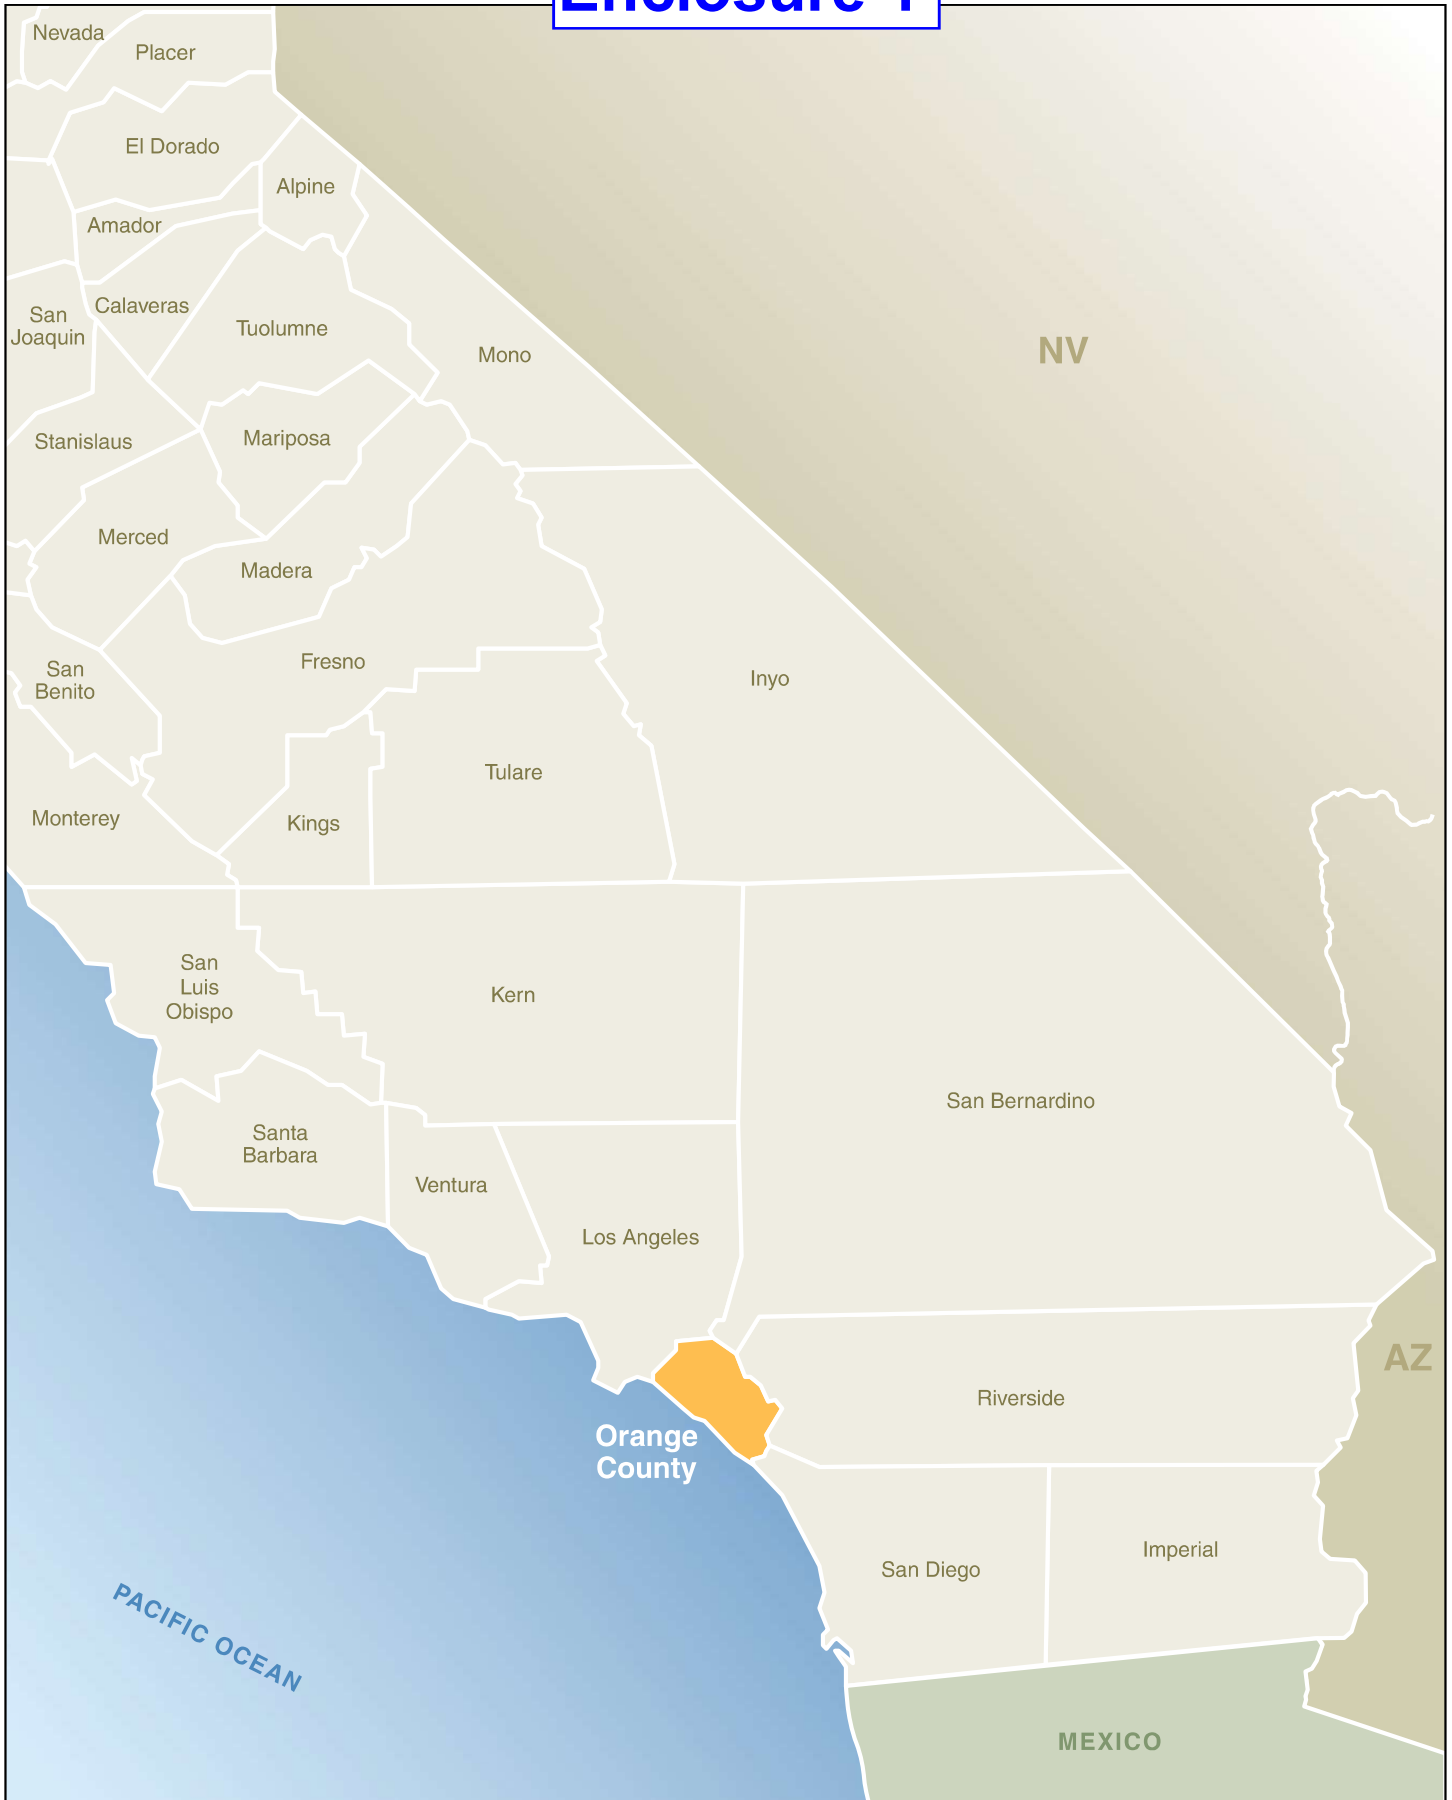 Enclosure
Nevada
Placer
El Dorado
Alpine
Amador
Calaveras
San
Joaquin
Tuolumne
Mono
NV
Stanislaus
Mariposa
Merced
Madera
San
Benito
Fresno
Inyo
Tulare
Monterey
Kings
San
Luis
Obispo
Kern
San Bernardino
Santa
Barbara
Ventura
Los Angeles
AZ
Riverside
Orange
County
San Diego
Imperial
PACIFIC OCEAN
MEXICO